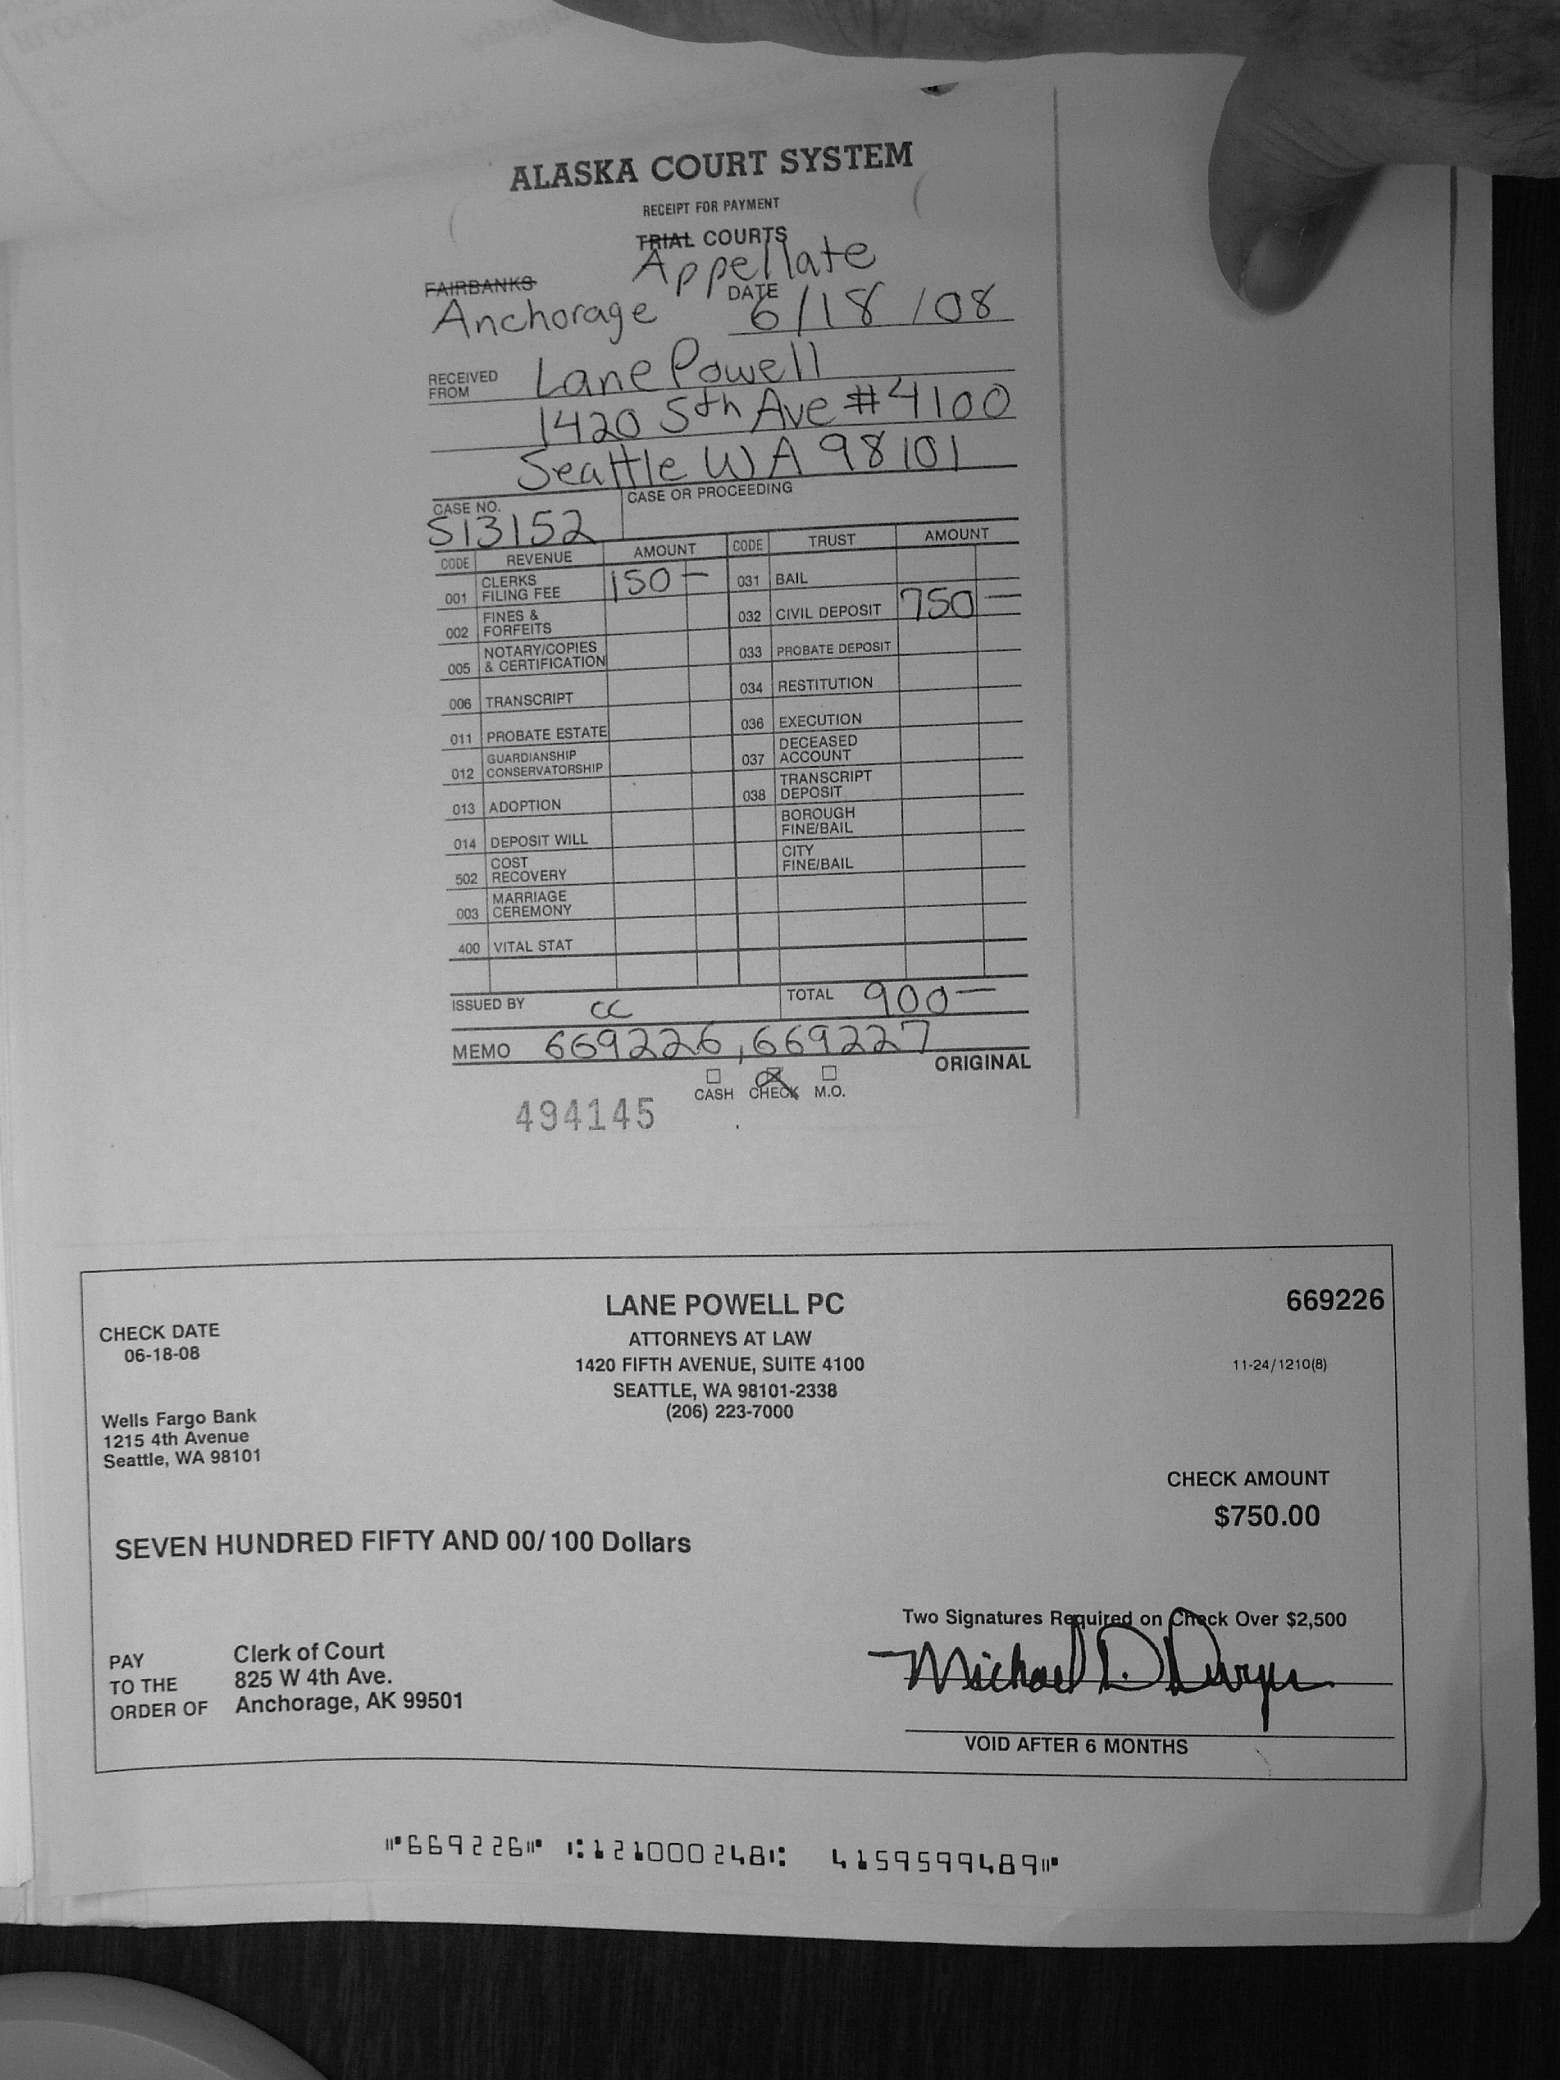 ALASKA COURT SYSTEM
RECEIPT FOR PAYMENT
TRIAL COURTS
Appellate
FAIRBANKS
Anchorage DATE 6/18/08
RECEIVED FROM Lane Powell
1420 5th Ave #4100
Seattle WA 98101
CASE NO. CASE OR PROCEEDING
S13152
CODE REVENUE AMOUNT CODE TRUST AMOUNT
001 CLERKS FILING FEE 150- 031 BAIL
002 FINES & FORFEITS 032 CIVIL DEPOSIT 750-
005 NOTARY/COPIES & CERTIFICATION 033 PROBATE DEPOSIT
006 TRANSCRIPT 034 RESTITUTION
011 PROBATE ESTATE 036 EXECUTION
012 GUARDIANSHIP CONSERVATORSHIP 037 DECEASED ACCOUNT
013 ADOPTION 038 TRANSCRIPT DEPOSIT
014 DEPOSIT WILL BOROUGH FINE/BAIL
502 COST RECOVERY CITY FINE/BAIL
003 MARRIAGE CEREMONY
400 VITAL STAT
ISSUED BY cc TOTAL 900-
MEMO 669226, 669227
ORIGINAL
CASH CHECK M.O.
494145
LANE POWELL PC 669226
ATTORNEYS AT LAW
1420 FIFTH AVENUE, SUITE 4100
SEATTLE, WA 98101-2338
(206) 223-7000
CHECK DATE
06-18-08
11-24/1210(8)
Wells Fargo Bank
1215 4th Avenue
Seattle, WA 98101
CHECK AMOUNT
$750.00
SEVEN HUNDRED FIFTY AND 00/100 Dollars
Two Signatures Required on Check Over $2,500
PAY TO THE ORDER OF
Clerk of Court
825 W 4th Ave.
Anchorage, AK 99501
Michael D. Dwyer
VOID AFTER 6 MONTHS
⑈669226⑈ ⑆121000248⑆ 4159599489⑈